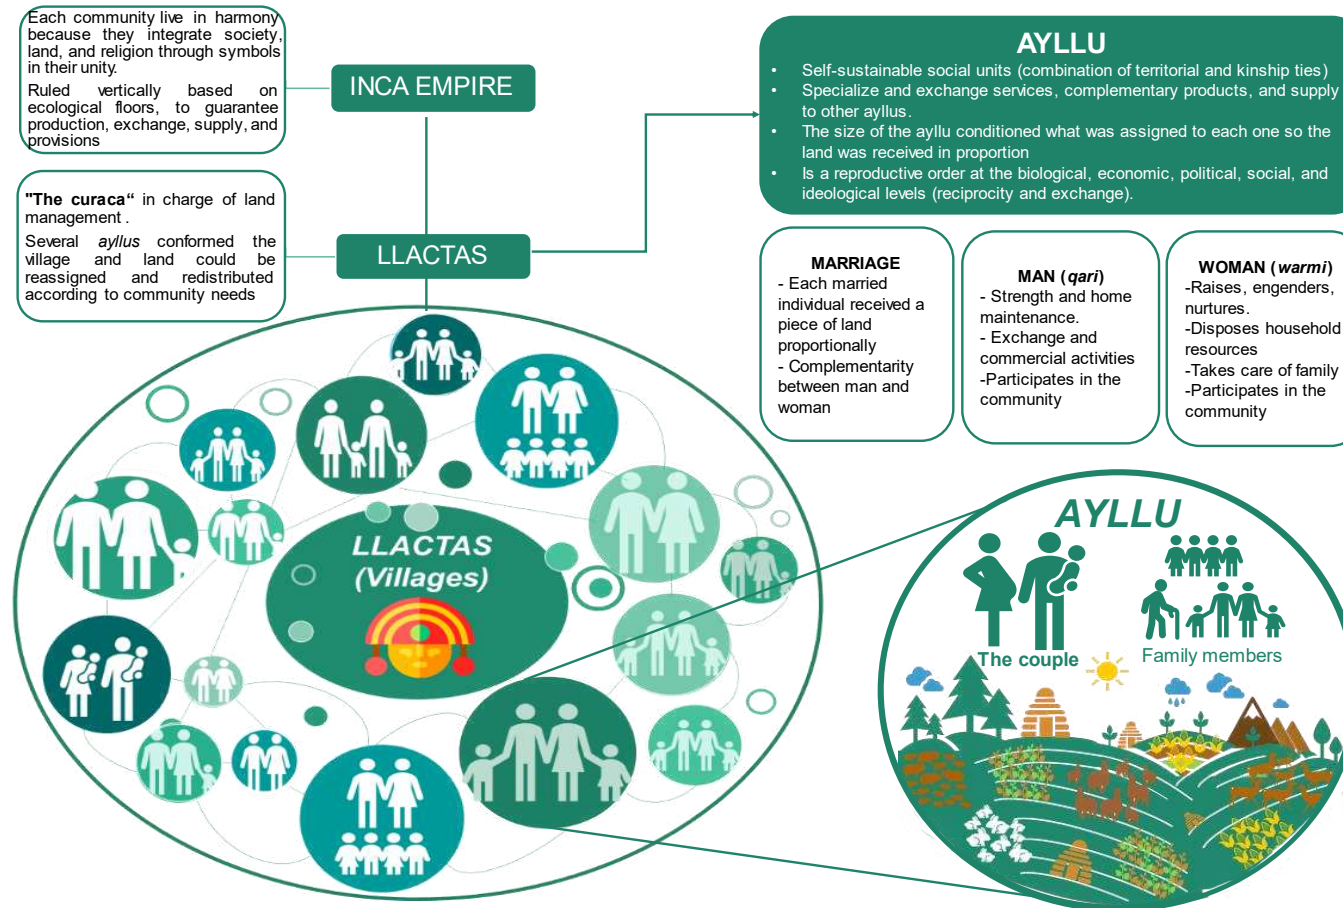 Each community live in harmony
because they integrate society,
land, and religion through symbols
in their unity.
Ruled vertically based on
ecological floors, to guarantee
production, exchange, supply, and
provisions
INCA EMPIRE
"The curaca“ in charge of land
management .
Several ayllus conformed the
village and land could be
reassigned and redistributed
according to community needs
LLACTAS
AYLLU
• Self-sustainable social units (combination of territorial and kinship ties)
• Specialize and exchange services, complementary products, and supply
to other ayllus.
• The size of the ayllu conditioned what was assigned to each one so the
land was received in proportion
• Is a reproductive order at the biological, economic, political, social, and
ideological levels (reciprocity and exchange).
MARRIAGE
- Each married
individual received a
piece of land
proportionally
- Complementarity
between man and
woman
MAN (qari)
- Strength and home
maintenance.
- Exchange and
commercial activities
-Participates in the
community
WOMAN (warmi)
-Raises, engenders,
nurtures.
-Disposes household
resources
-Takes care of family
-Participates in the
community
LLACTAS
(Villages)
AYLLU
The couple
Family members